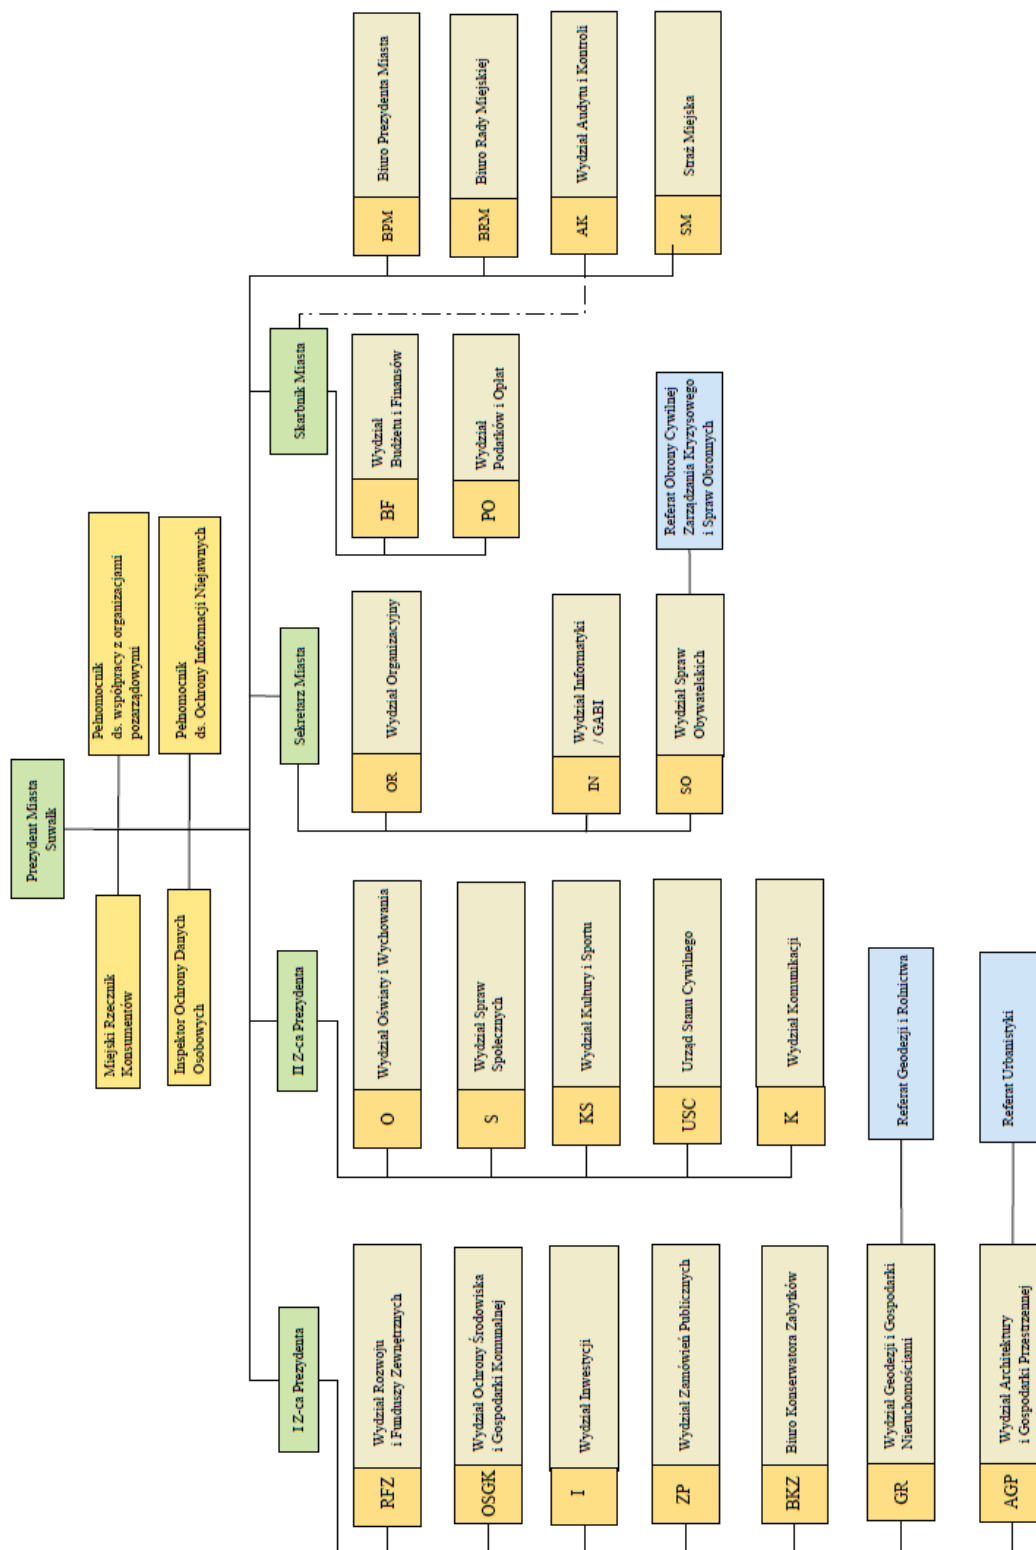 Prezydent Miasta
Suwałk
Miejski Rzecznik
Konsumentów
Pełnomocnik
ds. współpracy z organizacjami
pozarządowymi
Inspektor Ochrony Danych
Osobowych
Pełnomocnik
ds. Ochrony Informacji Niejawnych
I Z-ca Prezydenta
II Z-ca Prezydenta
Sekretarz Miasta
Skarbnik Miasta
RFZ
Wydział Rozwoju
i Funduszy Zewnętrznych
OSGK
Wydział Ochrony Środowiska
i Gospodarki Komunalnej
I
Wydział Inwestycji
ZP
Wydział Zamówień Publicznych
BKZ
Biuro Konserwatora Zabytków
GR
Wydział Geodezji i Gospodarki
Nieruchomościami
Referat Geodezji i Rolnictwa
AGP
Wydział Architektury
i Gospodarki Przestrzennej
Referat Urbanistyki
O
Wydział Oświaty i Wychowania
S
Wydział Spraw
Społecznych
KS
Wydział Kultury i Sportu
USC
Urząd Stanu Cywilnego
K
Wydział Komunikacji
OR
Wydział Organizacyjny
IN
Wydział Informatyki
/ GABI
SO
Wydział Spraw
Obywatelskich
Referat Obrony Cywilnej
Zarządzania Kryzysowego
i Spraw Obronnych
BF
Wydział
Budżetu i Finansów
PO
Wydział
Podatków i Opłat
BPM
Biuro Prezydenta Miasta
BRM
Biuro Rady Miejskiej
AK
Wydział Audytu i Kontroli
SM
Straż Miejska